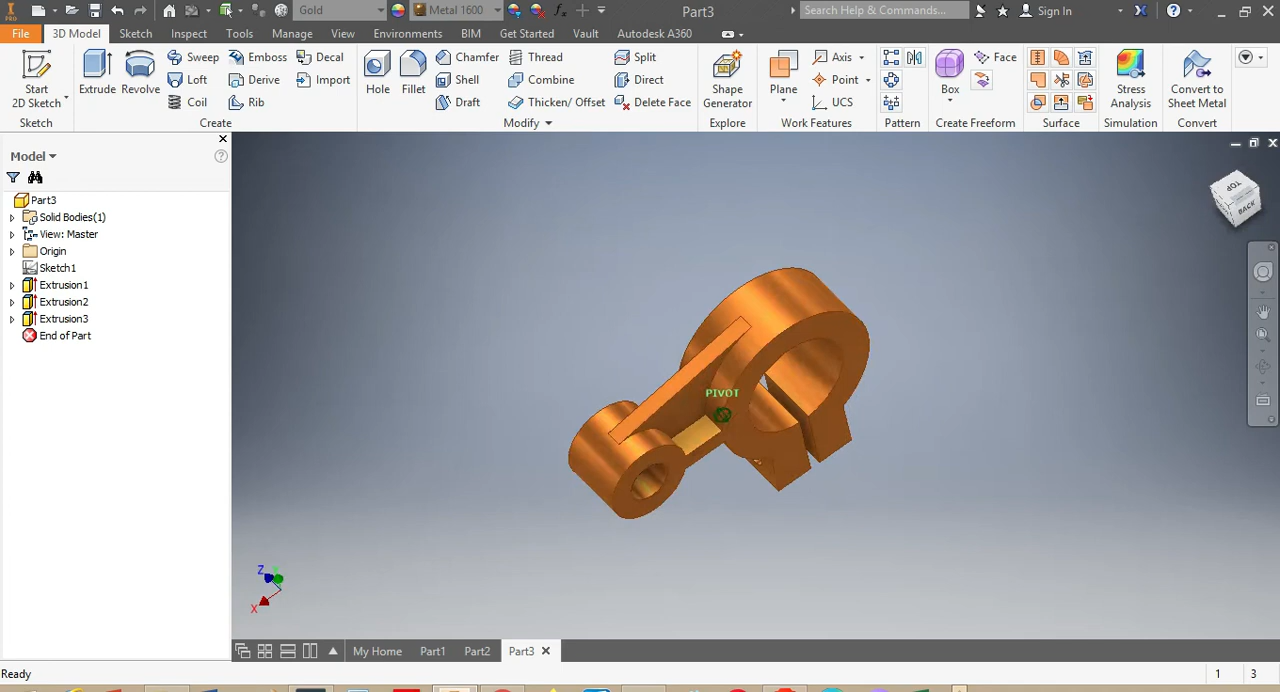 PRO
Gold
Metal 1600
fx
Part3
Search Help & Commands...
Sign In
File
3D Model
Sketch
Inspect
Tools
Manage
View
Environments
BIM
Get Started
Vault
Autodesk A360
Start
2D Sketch
Extrude
Revolve
Sweep
Loft
Coil
Emboss
Derive
Rib
Decal
Import
Hole
Fillet
Chamfer
Shell
Draft
Thread
Combine
Thicken/ Offset
Split
Direct
Delete Face
Shape
Generator
Plane
Axis
Point
UCS
Box
Face
Stress
Analysis
Convert to
Sheet Metal
Sketch
Create
Modify
Explore
Work Features
Pattern
Create Freeform
Surface
Simulation
Convert
Model
Part3
Solid Bodies(1)
View: Master
Origin
Sketch1
Extrusion1
Extrusion2
Extrusion3
End of Part
TOP
BACK
PIVOT
Z
Y
X
My Home
Part1
Part2
Part3
Ready
1
3